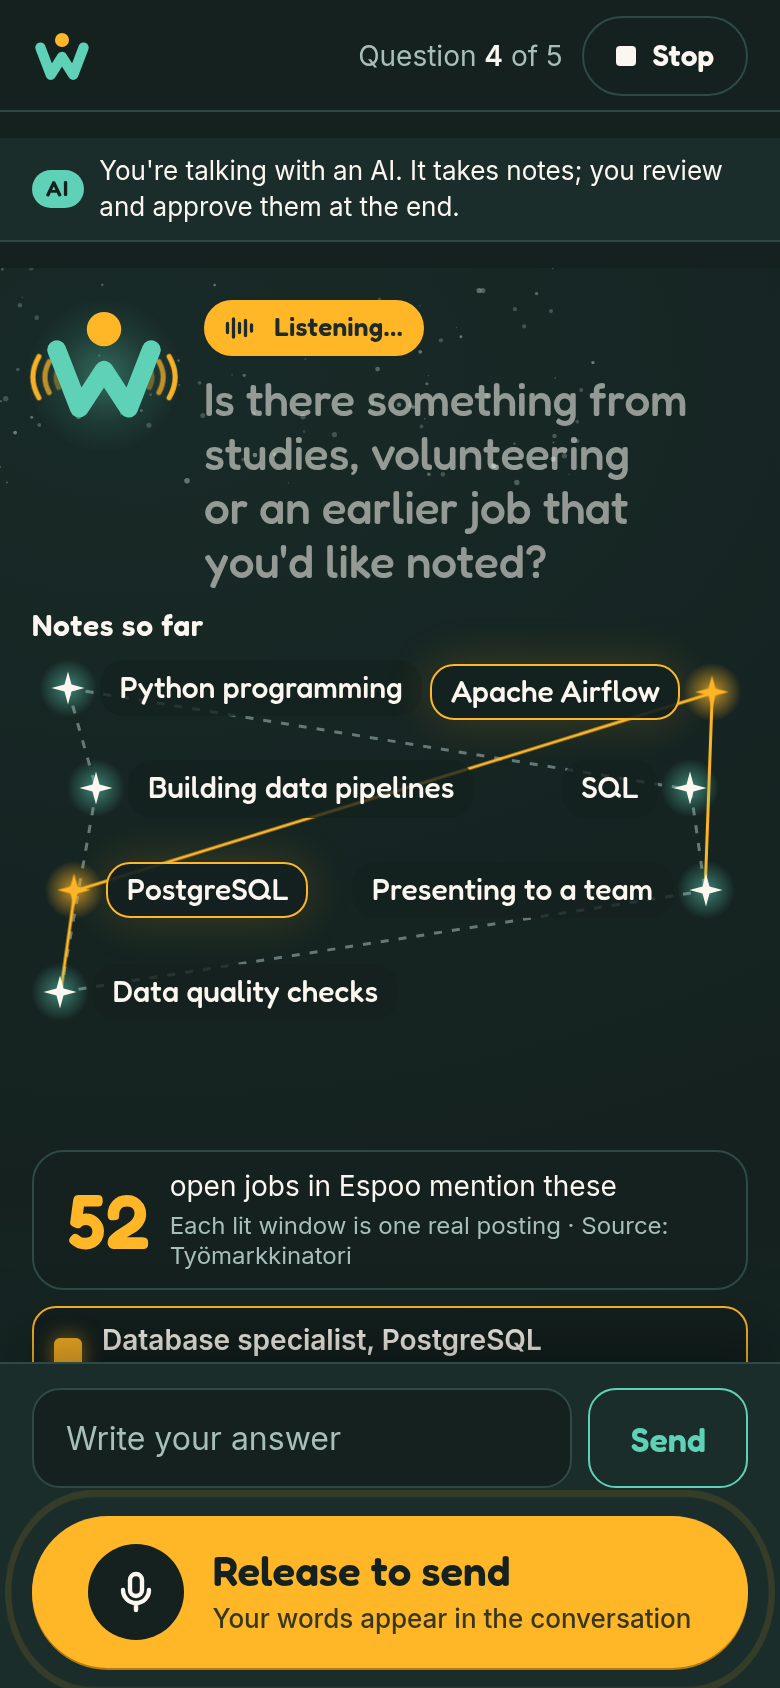 Question 4 of 5
Stop
AI
You're talking with an AI. It takes notes; you review
and approve them at the end.
Listening...
Is there something from
studies, volunteering
or an earlier job that
you'd like noted?
Notes so far
Python programming
Apache Airflow
Building data pipelines
SQL
PostgreSQL
Presenting to a team
Data quality checks
52
open jobs in Espoo mention these
Each lit window is one real posting · Source:
Työmarkkinatori
Database specialist, PostgreSQL
Write your answer
Send
Release to send
Your words appear in the conversation